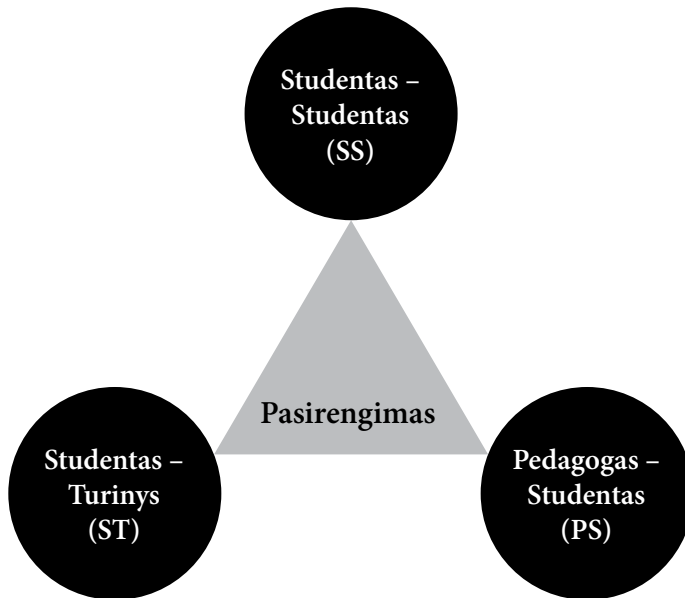 Studentas –
Studentas
(SS)
Pasirengimas
Studentas –
Turinys
(ST)
Pedagogas –
Studentas
(PS)